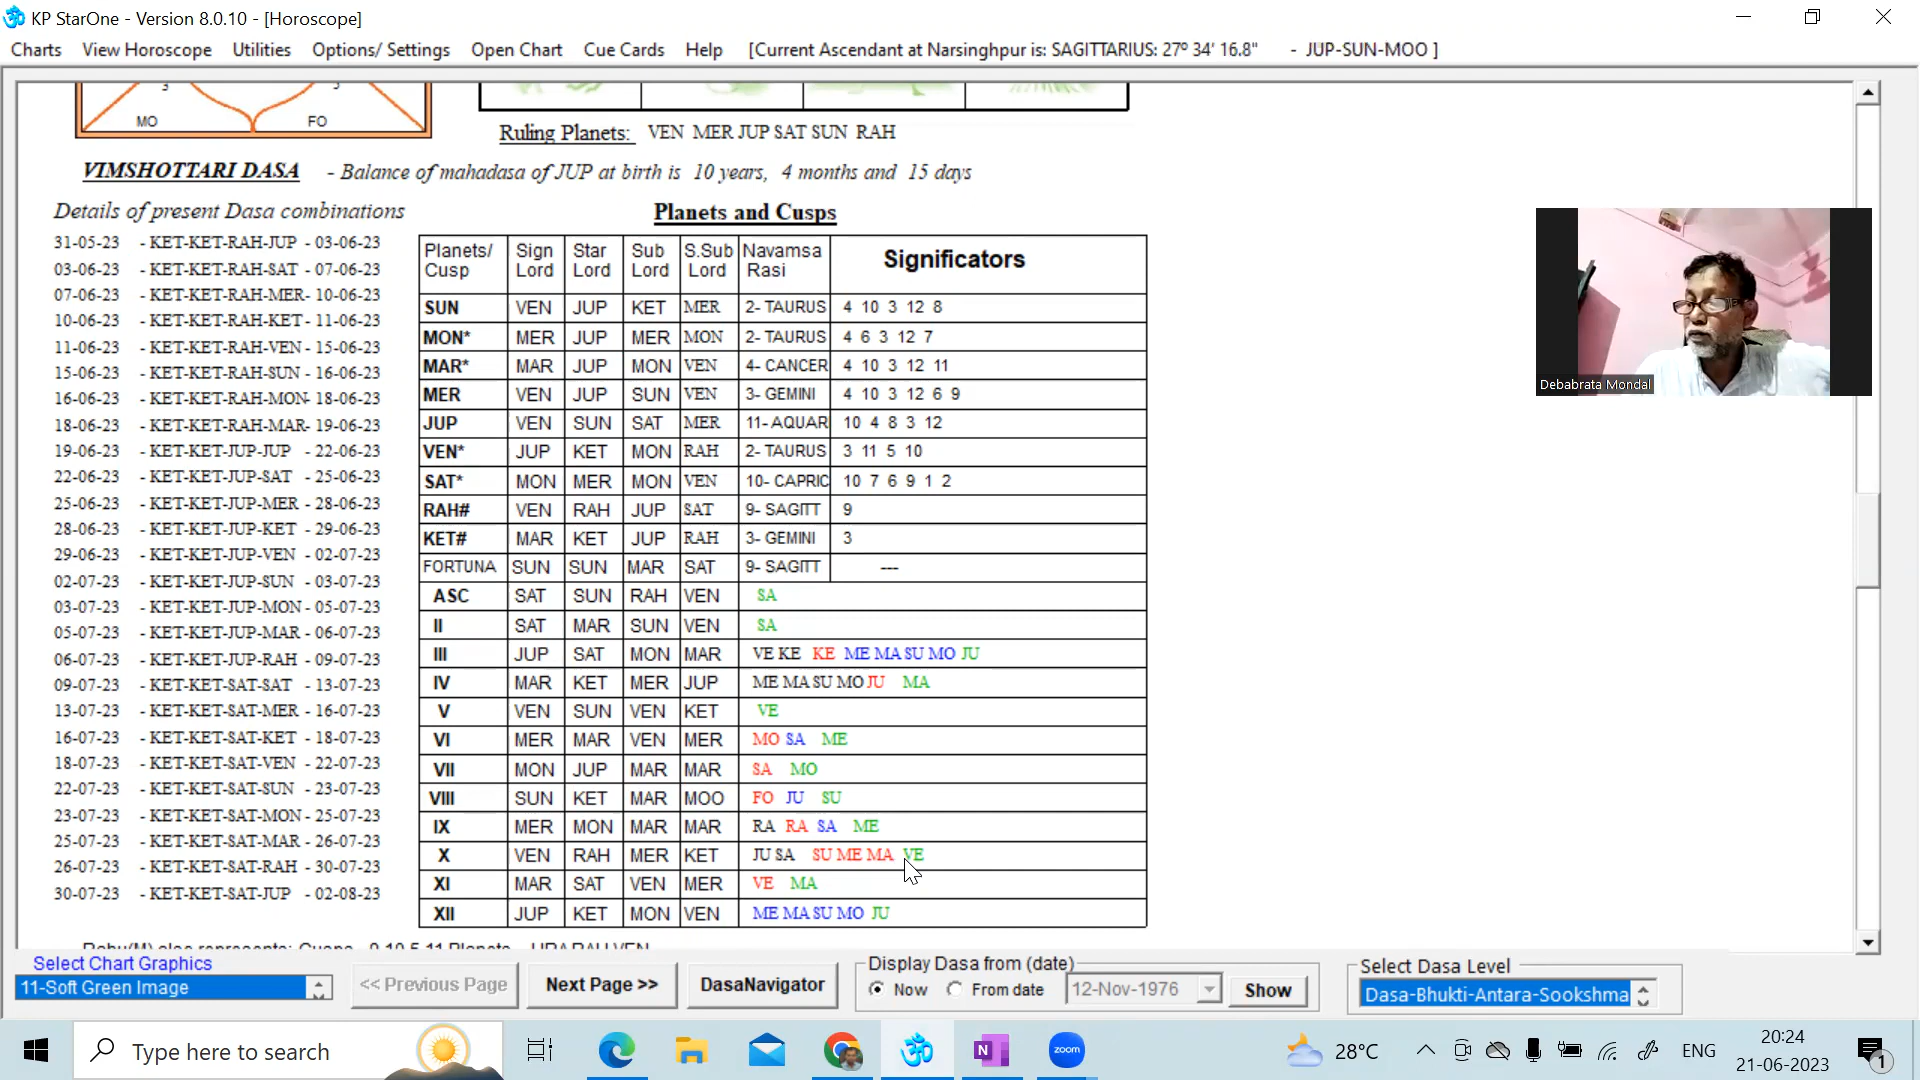 KP StarOne - Version 8.0.10 - [Horoscope]
Charts View Horoscope Utilities Options/ Settings Open Chart Cue Cards Help [Current Ascendant at Narsinghpur is: SAGITTARIUS: 27º 34' 16.8" - JUP-SUN-MOO ]
3 5
MO FO
Ruling Planets: VEN MER JUP SAT SUN RAH
VIMSHOTTARI DASA - Balance of mahadasa of JUP at birth is 10 years, 4 months and 15 days
Details of present Dasa combinations
31-05-23 - KET-KET-RAH-JUP - 03-06-23
03-06-23 - KET-KET-RAH-SAT - 07-06-23
07-06-23 - KET-KET-RAH-MER- 10-06-23
10-06-23 - KET-KET-RAH-KET - 11-06-23
11-06-23 - KET-KET-RAH-VEN - 15-06-23
15-06-23 - KET-KET-RAH-SUN - 16-06-23
16-06-23 - KET-KET-RAH-MON- 18-06-23
18-06-23 - KET-KET-RAH-MAR- 19-06-23
19-06-23 - KET-KET-JUP-JUP - 22-06-23
22-06-23 - KET-KET-JUP-SAT - 25-06-23
25-06-23 - KET-KET-JUP-MER - 28-06-23
28-06-23 - KET-KET-JUP-KET - 29-06-23
29-06-23 - KET-KET-JUP-VEN - 02-07-23
02-07-23 - KET-KET-JUP-SUN - 03-07-23
03-07-23 - KET-KET-JUP-MON - 05-07-23
05-07-23 - KET-KET-JUP-MAR - 06-07-23
06-07-23 - KET-KET-JUP-RAH - 09-07-23
09-07-23 - KET-KET-SAT-SAT - 13-07-23
13-07-23 - KET-KET-SAT-MER - 16-07-23
16-07-23 - KET-KET-SAT-KET - 18-07-23
18-07-23 - KET-KET-SAT-VEN - 22-07-23
22-07-23 - KET-KET-SAT-SUN - 23-07-23
23-07-23 - KET-KET-SAT-MON - 25-07-23
25-07-23 - KET-KET-SAT-MAR - 26-07-23
26-07-23 - KET-KET-SAT-RAH - 30-07-23
30-07-23 - KET-KET-SAT-JUP - 02-08-23
Planets and Cusps
Planets/ Cusp Sign Lord Star Lord Sub Lord S.Sub Lord Navamsa Rasi Significators
SUN VEN JUP KET MER 2- TAURUS 4 10 3 12 8
MON* MER JUP MER MON 2- TAURUS 4 6 3 12 7
MAR* MAR JUP MON VEN 4- CANCER 4 10 3 12 11
MER VEN JUP SUN VEN 3- GEMINI 4 10 3 12 6 9
JUP VEN SUN SAT MER 11- AQUAR 10 4 8 3 12
VEN* JUP KET MON RAH 2- TAURUS 3 11 5 10
SAT* MON MER MON VEN 10- CAPRIC 10 7 6 9 1 2
RAH# VEN RAH JUP SAT 9- SAGITT 9
KET# MAR KET JUP RAH 3- GEMINI 3
FORTUNA SUN SUN MAR SAT 9- SAGITT ---
ASC SAT SUN RAH VEN SA
II SAT MAR SUN VEN SA
III JUP SAT MON MAR VE KE KE ME MA SU MO JU
IV MAR KET MER JUP ME MA SU MO JU MA
V VEN SUN VEN KET VE
VI MER MAR VEN MER MO SA ME
VII MON JUP MAR MAR SA MO
VIII SUN KET MAR MOO FO JU SU
IX MER MON MAR MAR RA RA SA ME
X VEN RAH MER KET JU SA SU ME MA VE
XI MAR SAT VEN MER VE MA
XII JUP KET MON VEN ME MA SU MO JU
Debabrata Mondal
Select Chart Graphics
11-Soft Green Image
<< Previous Page
Next Page >>
DasaNavigator
Display Dasa from (date)
Now From date 12-Nov-1976 Show
Select Dasa Level
Dasa-Bhukti-Antara-Sookshma
Type here to search
N
zoom
28°C
ENG
20:24
21-06-2023
1